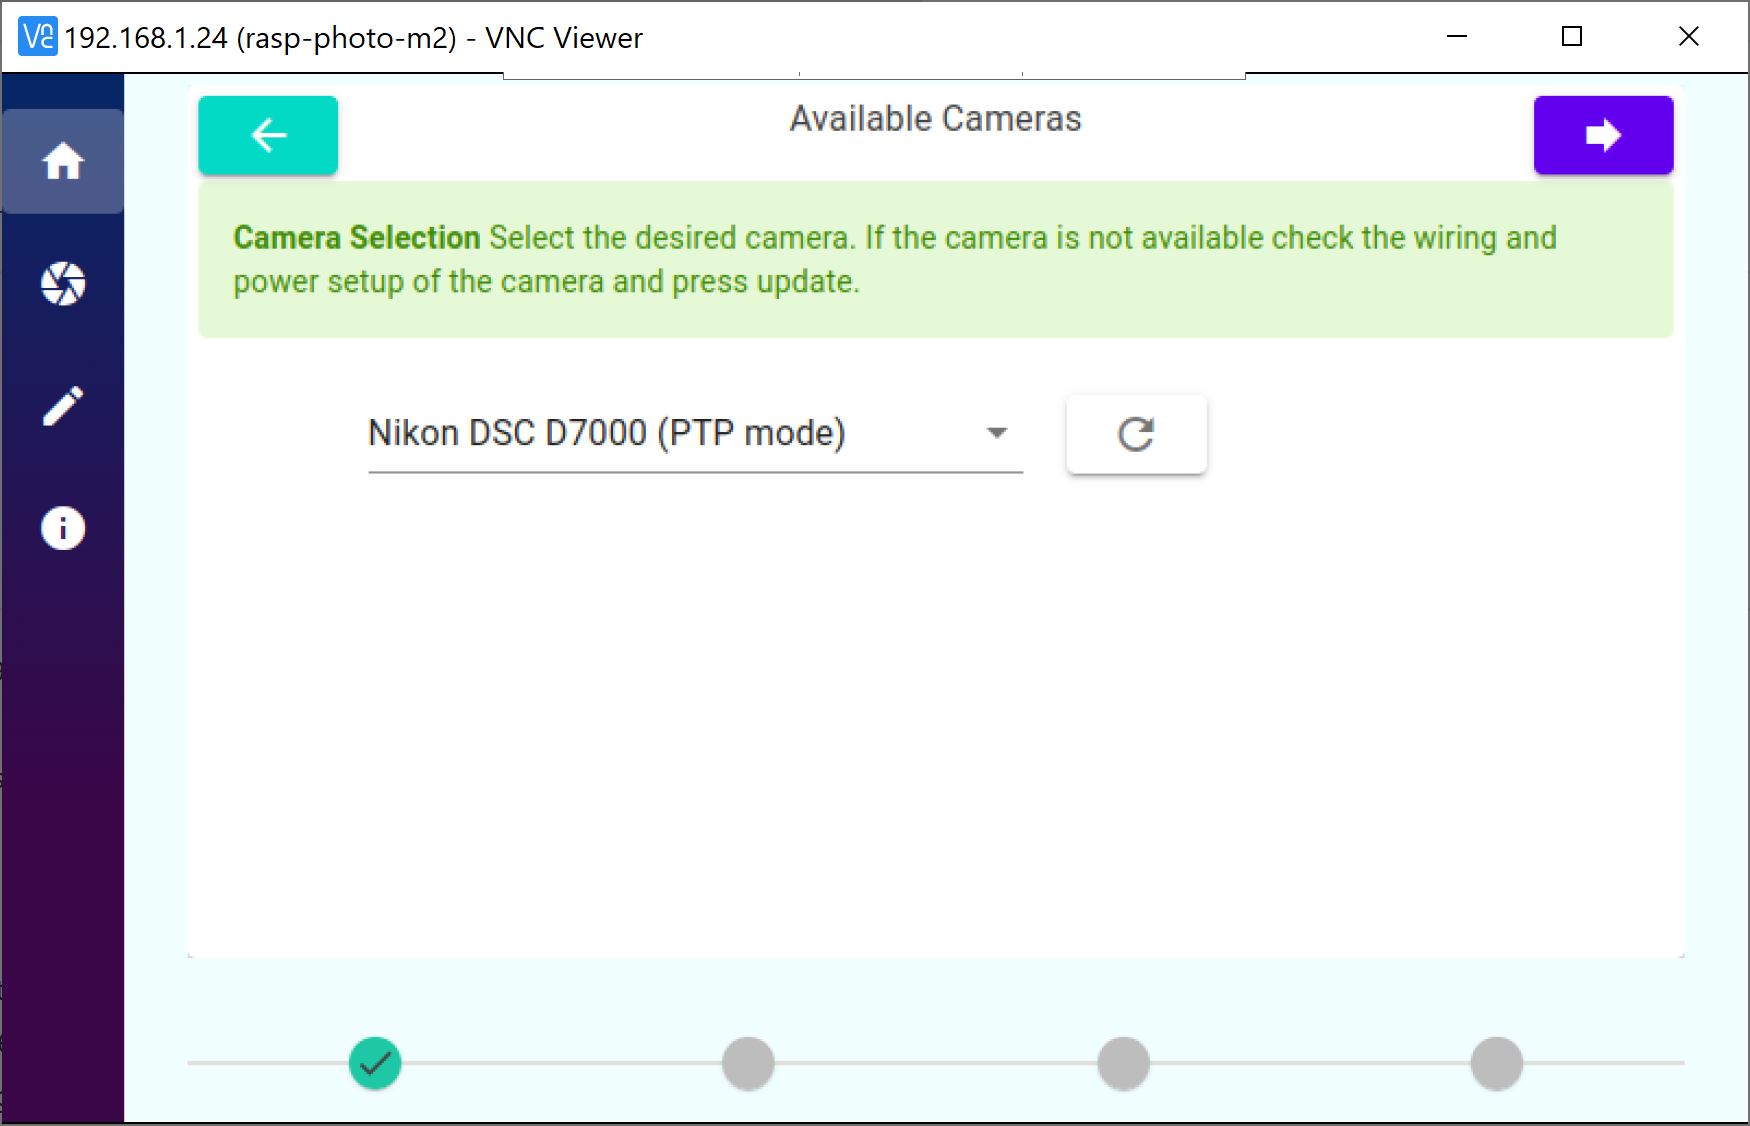 192.168.1.24 (rasp-photo-m2) - VNC Viewer
Available Cameras
Camera Selection Select the desired camera. If the camera is not available check the wiring and
power setup of the camera and press update.
Nikon DSC D7000 (PTP mode)